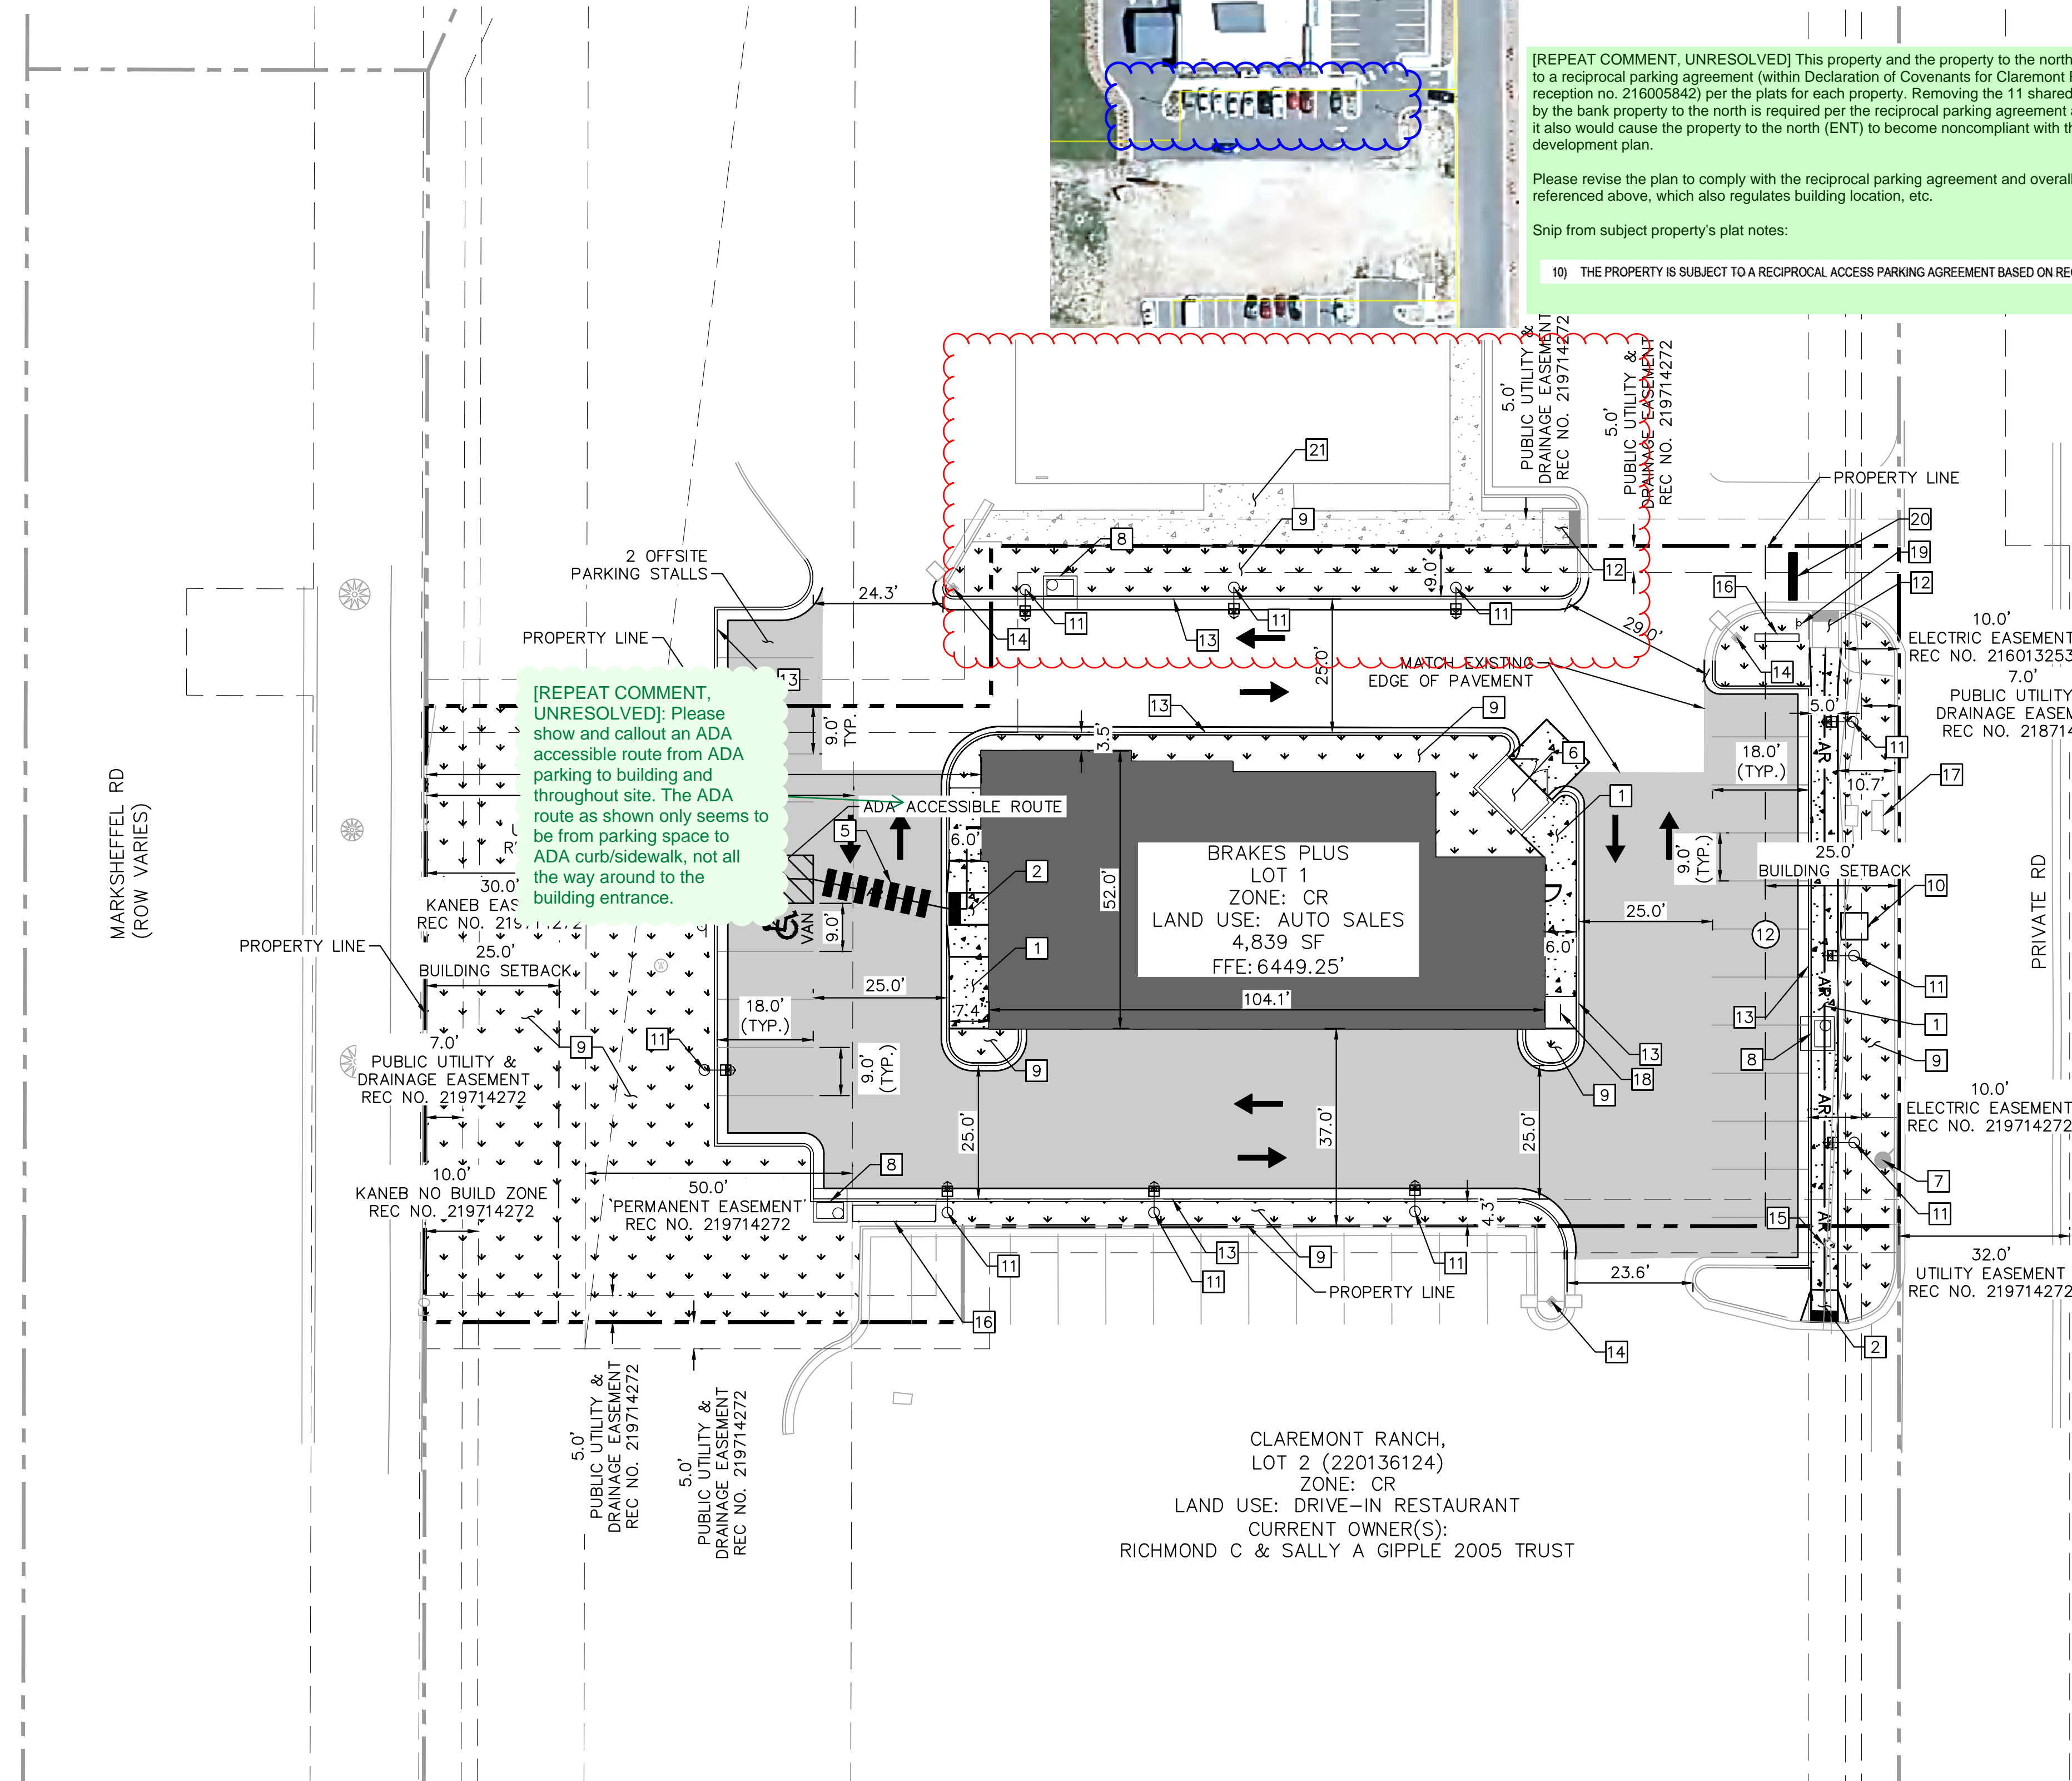 [REPEAT COMMENT, UNRESOLVED] This property and the property to the north
to a reciprocal parking agreement (within Declaration of Covenants for Claremont
reception no. 216005842) per the plats for each property. Removing the 11 shared
by the bank property to the north is required per the reciprocal parking agreement
it also would cause the property to the north (ENT) to become noncompliant with
development plan.
Please revise the plan to comply with the reciprocal parking agreement and overall
referenced above, which also regulates building location, etc.
Snip from subject property's plat notes:
10) THE PROPERTY IS SUBJECT TO A RECIPROCAL ACCESS PARKING AGREEMENT BASED ON
5.0'
PUBLIC UTILITY &
DRAINAGE EASEMENT
REC NO. 219714272
5.0'
PUBLIC UTILITY &
DRAINAGE EASEMENT
REC NO. 219714272
21
PROPERTY LINE
20
9
8
19
2 OFFSITE
PARKING STALLS
12
16
12
24.3'
9.0'
11
11
11
14
13
29.0'
10.0'
ELECTRIC EASEMENT
REC NO. 216013253
PROPERTY LINE
13
25.0'
MATCH EXISTING
EDGE OF PAVEMENT
14
7.0'
PUBLIC UTILITY
DRAINAGE
5.0'
[REPEAT COMMENT,
UNRESOLVED]: Please
show and callout an ADA
accessible route from ADA
parking to building and
throughout site. The ADA
route as shown only seems to
be from parking space to
ADA curb/sidewalk, not all
the way around to the
building entrance.
9.0'
TYP.
13
9
3.5'
6
11
AR
18.0'
(TYP.)
10.7'
17
1
ADA ACCESSIBLE ROUTE
5
6.0'
2
BRAKES PLUS
LOT 1
ZONE: CR
LAND USE: AUTO SALES
4,839 SF
FFE: 6449.25'
52.0'
9.0'
(TYP.)
25.0'
BUILDING SETBACK
10
MARKSHEFFEL RD
(ROW VARIES)
PRIVATE RD
30.0'
KANEB
REC NO.
VAN
9.0'
25.0'
12
PROPERTY LINE
25.0'
BUILDING SETBACK
W
1
6.0'
11
25.0'
18.0'
(TYP.)
7.4'
104.1'
AR
13
1
7.0'
PUBLIC UTILITY &
DRAINAGE EASEMENT
REC NO. 219714272
9
11
9.0'
(TYP.)
9
13
18
9
8
9
25.0'
37.0'
25.0'
AR
10.0'
ELECTRIC EASEMENT
REC NO. 219714272
10.0'
KANEB NO BUILD ZONE
REC NO. 219714272
50.0'
PERMANENT EASEMENT
REC NO. 219714272
8
7
4.3'
AR
15
11
13
9
11
11
11
16
PROPERTY LINE
23.6'
32.0'
UTILITY EASEMENT
REC NO. 219714272
14
2
5.0'
PUBLIC UTILITY &
DRAINAGE EASEMENT
REC NO. 219714272
5.0'
PUBLIC UTILITY &
DRAINAGE EASEMENT
REC NO. 219714272
CLAREMONT RANCH,
LOT 2 (220136124)
ZONE: CR
LAND USE: DRIVE–IN RESTAURANT
CURRENT OWNER(S):
RICHMOND C & SALLY A GIPPLE 2005 TRUST